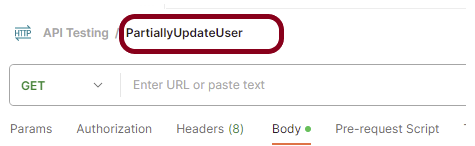 HTTP API Testing / PartiallyUpdateUser
GET Enter URL or paste text
Params Authorization Headers (8) Body Pre-request Script